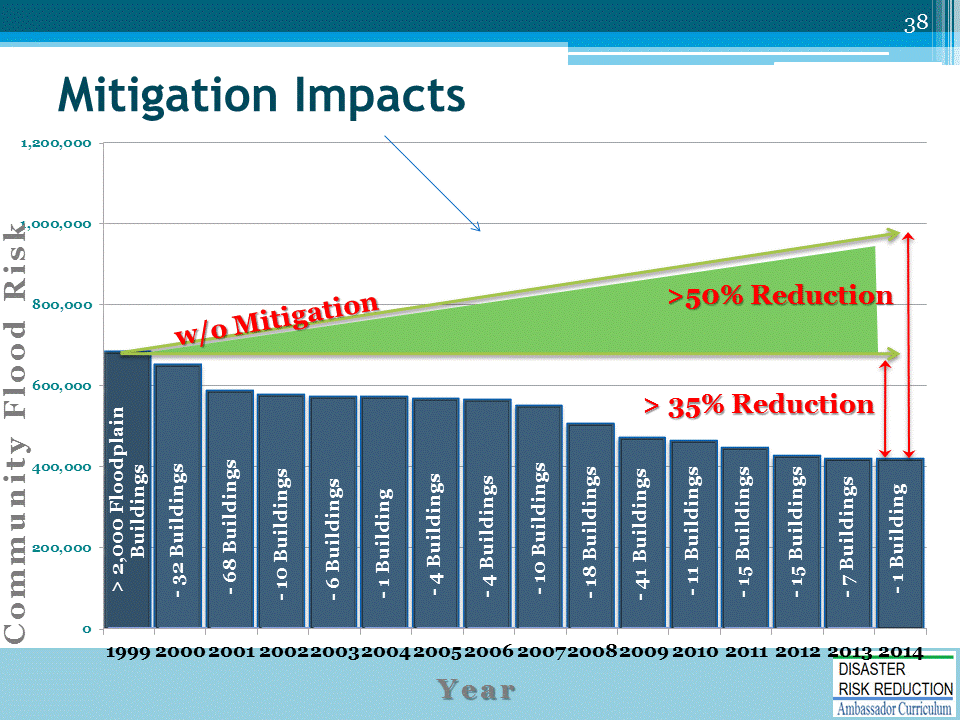 38
Mitigation Impacts
1,200,000
1,000,000
800,000
600,000
400,000
200,000
0
Community Flood Risk
w/o Mitigation
>50% Reduction
> 35% Reduction
> 2,000 Floodplain
Buildings
- 32 Buildings
- 68 Buildings
- 10 Buildings
- 6 Buildings
- 1 Building
- 4 Buildings
- 4 Buildings
- 10 Buildings
- 18 Buildings
- 41 Buildings
- 11 Buildings
- 15 Buildings
- 15 Buildings
- 7 Buildings
- 1 Building
1999 2000 2001 2002 2003 2004 2005 2006 2007 2008 2009 2010 2011 2012 2013 2014
Year
DISASTER
RISK REDUCTION
Ambassador Curriculum